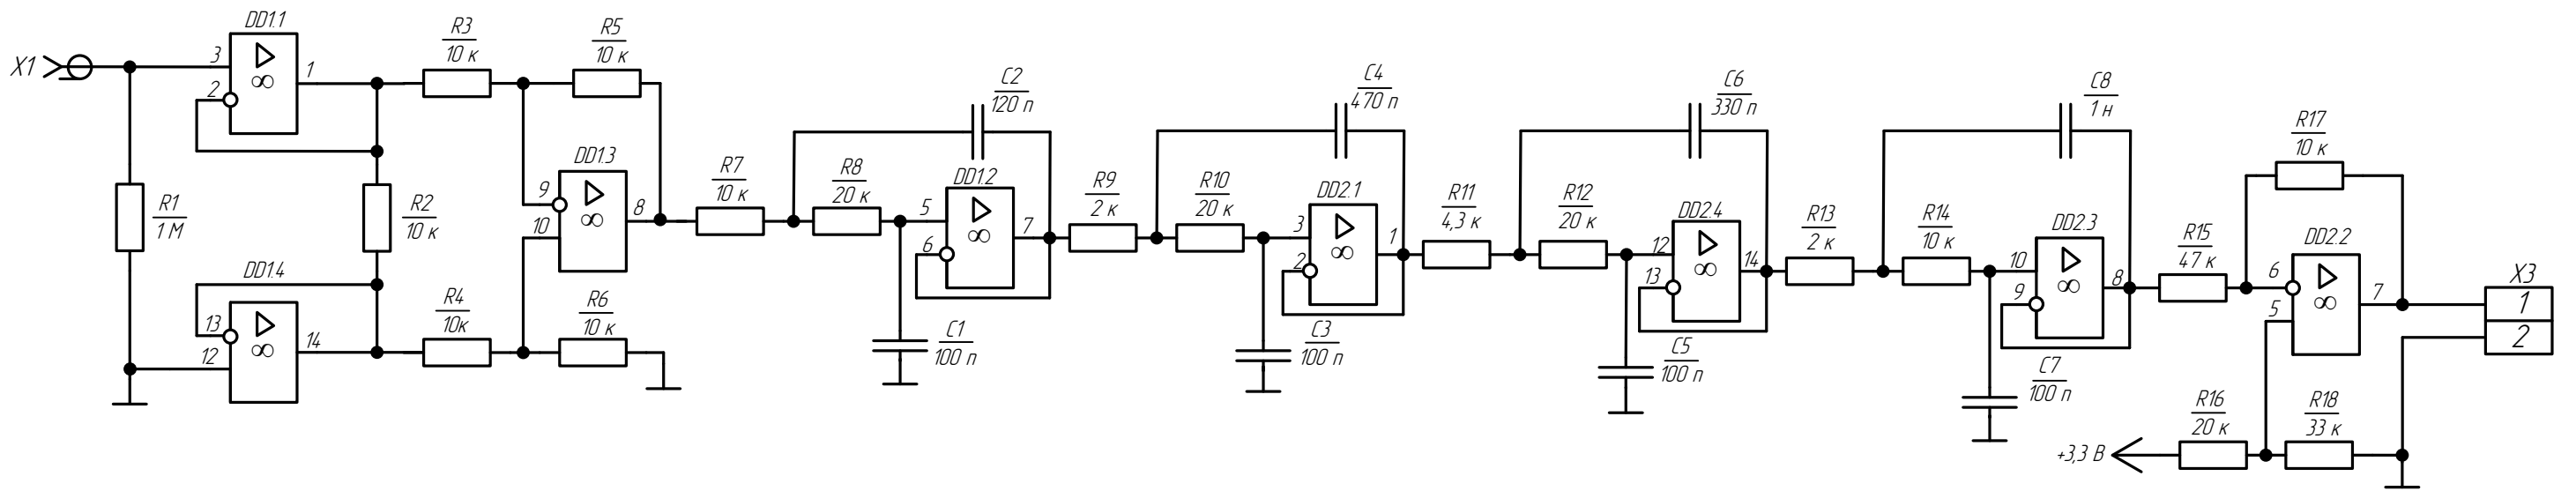 X1
3
2
DD1.1
∞
1
R1
1 М
R2
10 к
DD1.4
13
12
∞
14
R3
10 к
R5
10 к
DD1.3
9
10
∞
8
R4
10к
R6
10 к
R7
10 к
R8
20 к
C2
120 п
DD1.2
5
6
∞
7
C1
100 п
R9
2 к
R10
20 к
C4
470 п
DD2.1
3
2
∞
1
C3
100 п
R11
4,3 к
R12
20 к
C6
330 п
DD2.4
12
13
∞
14
C5
100 п
R13
2 к
R14
10 к
C8
1 н
DD2.3
10
9
∞
8
C7
100 п
R15
47 к
R17
10 к
DD2.2
6
5
∞
7
R16
20 к
R18
33 к
+3,3 В
X3
1
2